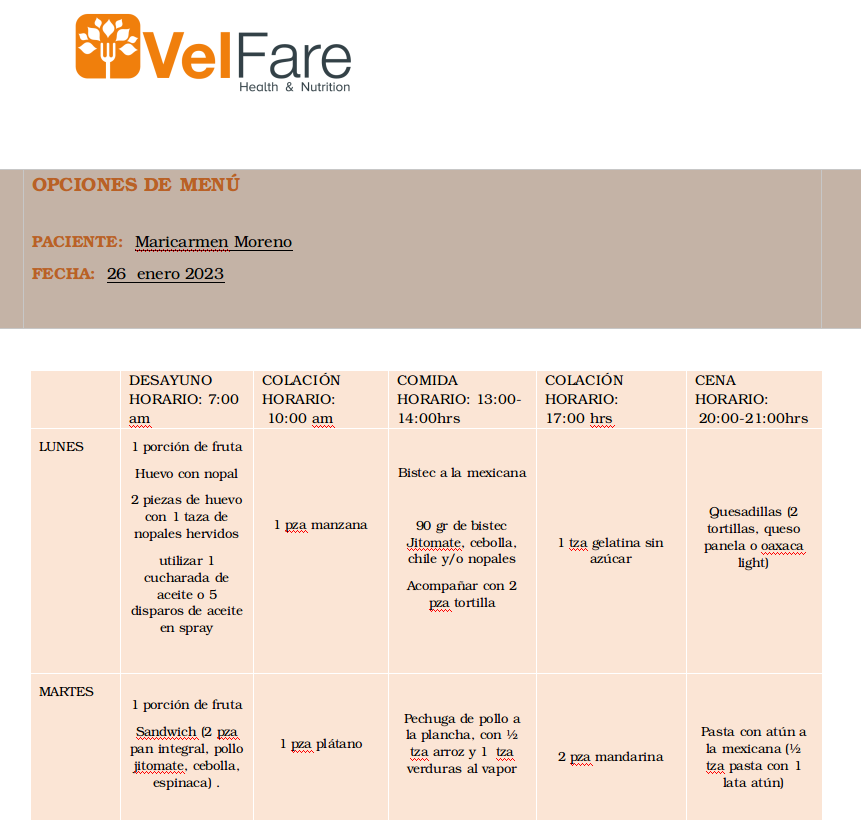 VelFare
Health & Nutrition
OPCIONES DE MENÚ
PACIENTE: Maricarmen Moreno
FECHA: 26 enero 2023
DESAYUNO
HORARIO: 7:00
am
COLACIÓN
HORARIO:
10:00 am
COMIDA
HORARIO: 13:00-
14:00hrs
COLACIÓN
HORARIO:
17:00 hrs
CENA
HORARIO:
20:00-21:00hrs
LUNES
1 porción de fruta
Huevo con nopal
2 piezas de huevo
con 1 taza de
nopales hervidos
utilizar 1
cucharada de
aceite o 5
disparos de aceite
en spray
1 pza manzana
Bistec a la mexicana
90 gr de bistec
Jitomate, cebolla,
chile y/o nopales
Acompañar con 2
pza tortilla
1 tza gelatina sin
azúcar
Quesadillas (2
tortillas, queso
panela o oaxaca
light)
MARTES
1 porción de fruta
Sandwich (2 pza
pan integral, pollo
jitomate, cebolla,
espinaca) .
1 pza plátano
Pechuga de pollo a
la plancha, con ½
tza arroz y 1 tza
verduras al vapor
2 pza mandarina
Pasta con atún a
la mexicana (½
tza pasta con 1
lata atún)